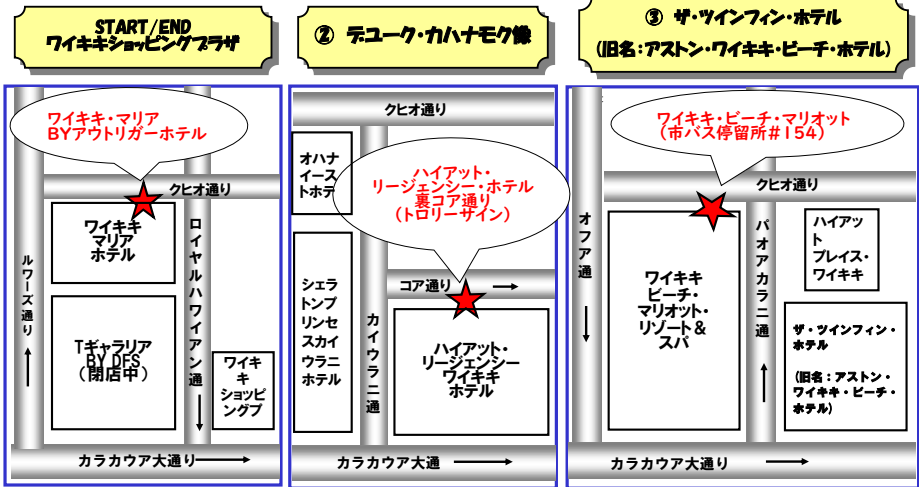 START/END
ワイキキショッピングプラザ
② デューク・カハナモク像
③ ザ・ツインフィン・ホテル
(旧名:アストン・ワイキキ・ビーチ・ホテル)
ワイキキ・マリア
BYアウトリガーホテル
クヒオ通り
ワイキキ
マリア
ホテル
ルワーズ通り
ロイヤルハワイアン通
Tギャラリア
BY DFS
(閉店中)
ワイキ
キ
ショッピ
ングプ
カラカウア大通り
クヒオ通り
オハナ
イース
トホテ
ハイアット・
リージェンシー・ホテル
裏コア通り
(トロリーサイン)
コア通り
シェラ
トンプ
リンセ
スカイ
ウラニ
ホテル
カイウラニ通
ハイアット・
リージェンシー
ワイキキ
ホテル
カラカウア大通
ワイキキ・ビーチ・マリオット
(市バス停留所#154)
クヒオ通り
オフア通
パオアカラニ通
ハイアッ
ト
プレイス・
ワイキキ
ワイキキ
ビーチ・
マリオット・
リゾート&
スパ
ザ・ツインフィン・
ホテル
(旧名:アストン・
ワイキキ・ビーチ・
ホテル)
カラカウア大通り